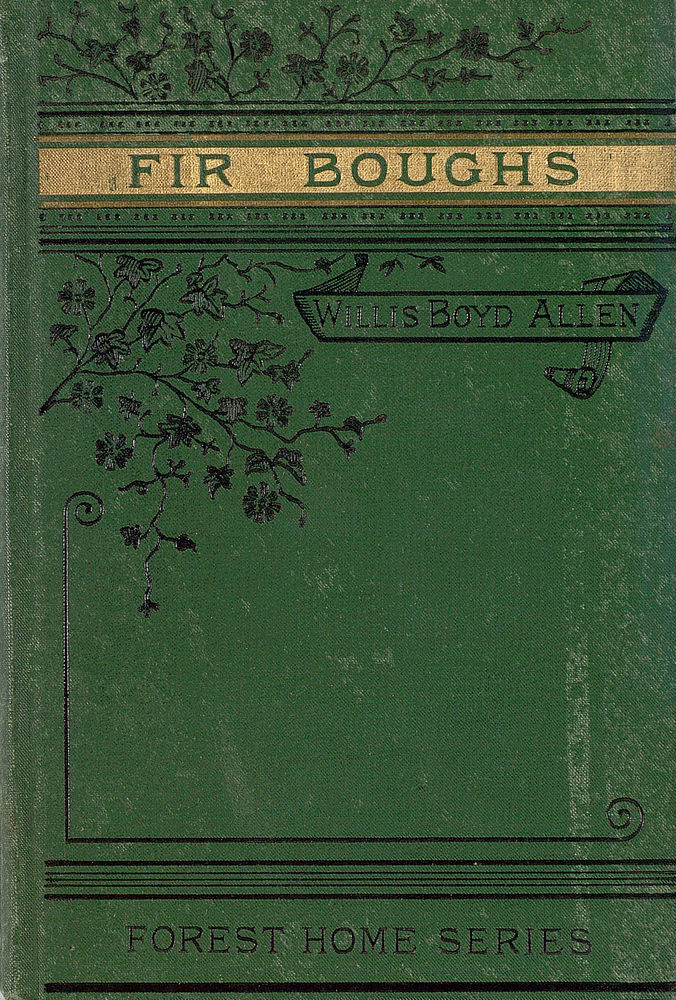 FIR BOUGHS
WILLIS BOYD ALLEN
FOREST HOME SERIES